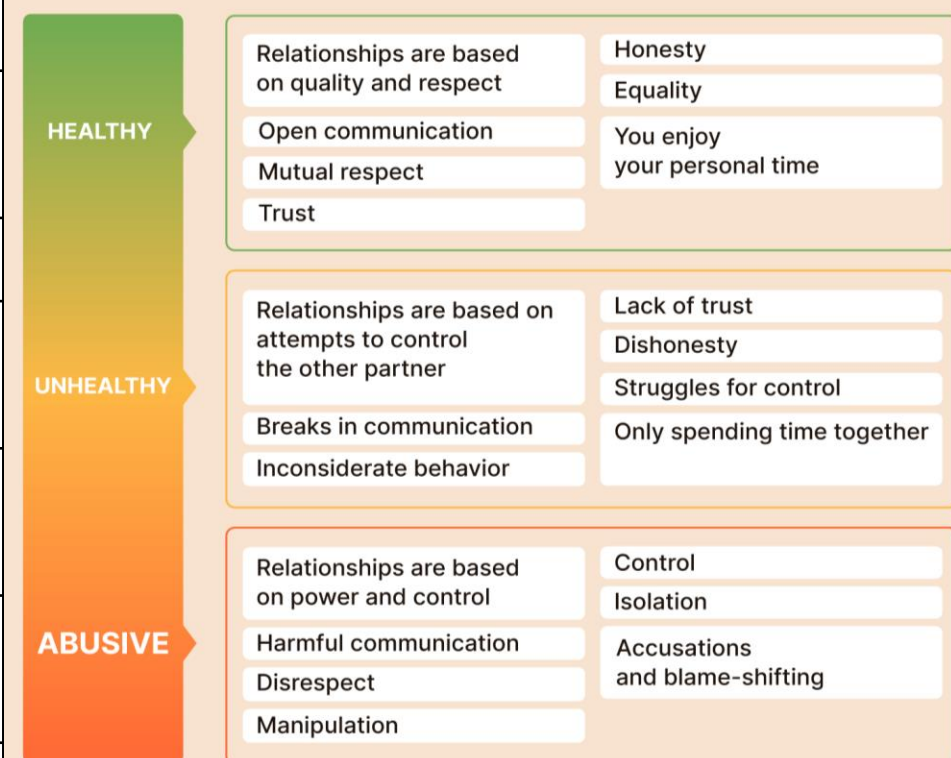 HEALTHY
Relationships are based
on quality and respect
Open communication
Mutual respect
Trust
Honesty
Equality
You enjoy
your personal time
UNHEALTHY
Relationships are based on
attempts to control
the other partner
Breaks in communication
Inconsiderate behavior
Lack of trust
Dishonesty
Struggles for control
Only spending time together
ABUSIVE
Relationships are based
on power and control
Harmful communication
Disrespect
Manipulation
Control
Isolation
Accusations
and blame-shifting